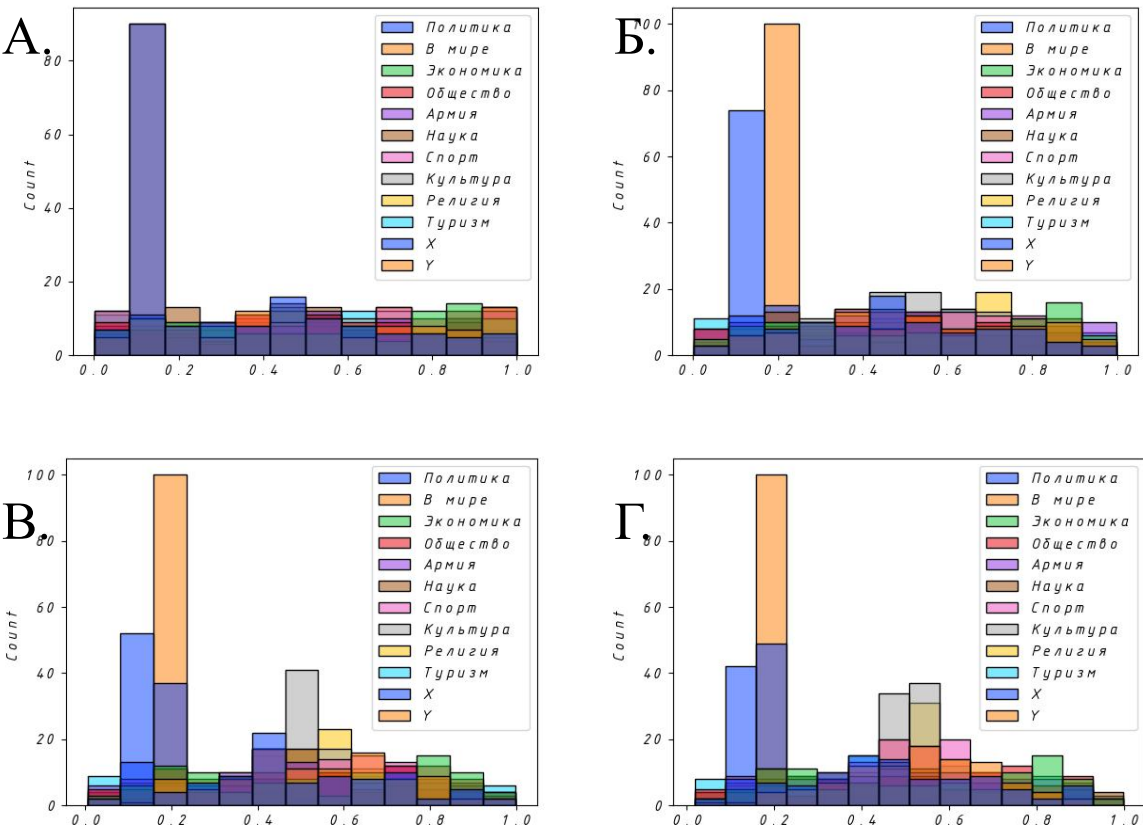 А.
80
60
40
20
0
Count
0.0 0.2 0.4 0.6 0.8 1.0
Политика
В мире
Экономика
Общество
Армия
Наука
Спорт
Культура
Религия
Туризм
X
Y
Б.
100
80
60
40
20
0
Count
0.0 0.2 0.4 0.6 0.8 1.0
Политика
В мире
Экономика
Общество
Армия
Наука
Спорт
Культура
Религия
Туризм
X
Y
В.
100
80
60
40
20
0
Count
0.0 0.2 0.4 0.6 0.8 1.0
Политика
В мире
Экономика
Общество
Армия
Наука
Спорт
Культура
Религия
Туризм
X
Y
Г.
100
80
60
40
20
0
Count
0.0 0.2 0.4 0.6 0.8 1.0
Политика
В мире
Экономика
Общество
Армия
Наука
Спорт
Культура
Религия
Туризм
X
Y